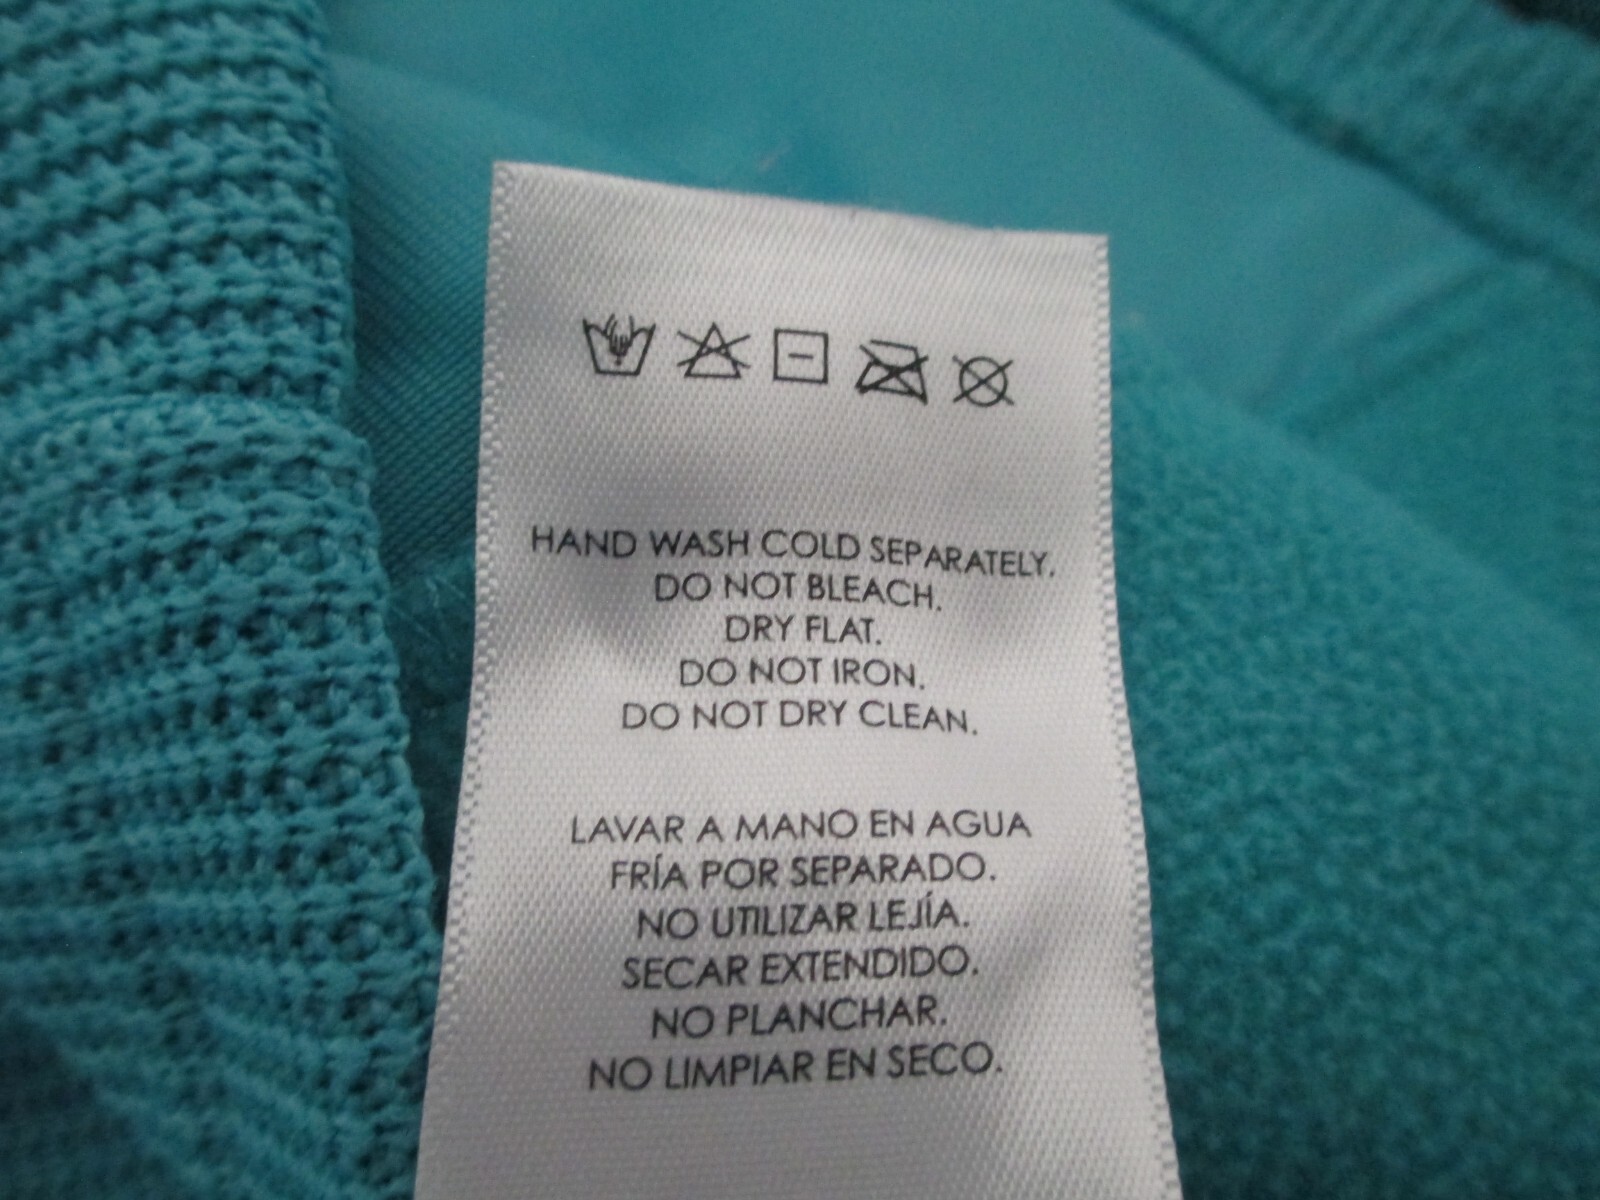 HAND WASH COLD SEPARATELY.
DO NOT BLEACH.
DRY FLAT.
DO NOT IRON.
DO NOT DRY CLEAN.
LAVAR A MANO EN AGUA
FRÍA POR SEPARADO.
NO UTILIZAR LEJÍA.
SECAR EXTENDIDO.
NO PLANCHAR.
NO LIMPIAR EN SECO.